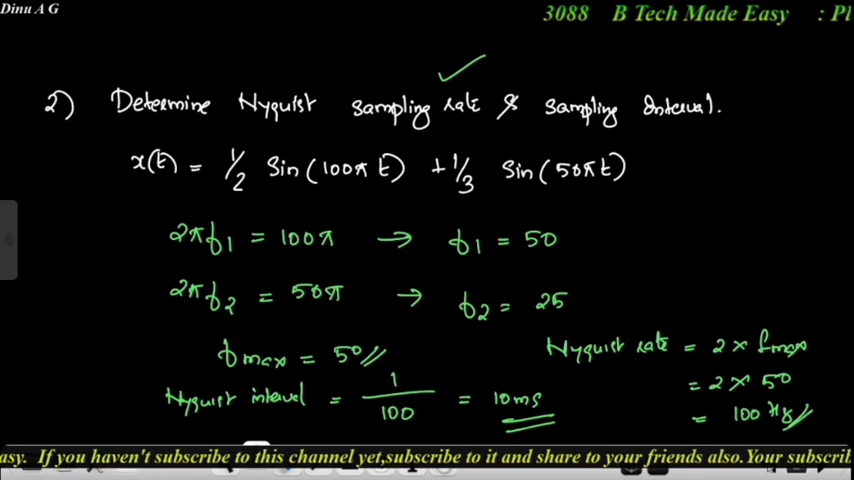 Dinu A G
3088 B Tech Made Easy : Pl
2) Determine Nyquist sampling rate & sampling Interval.
x(t) = 1/2 Sin(100π t) + 1/3 Sin(50πt)
2πf1 = 100π → f1 = 50
2πf2 = 50π → f2 = 25
fmax = 50//
Nyquist rate = 2 × fmax
= 2 × 50
= 100 Hz//
Nyquist interval = 1/100 = 10ms
asy. If you haven't subscribe to this channel yet,subscribe to it and share to your friends also.Your subscrib